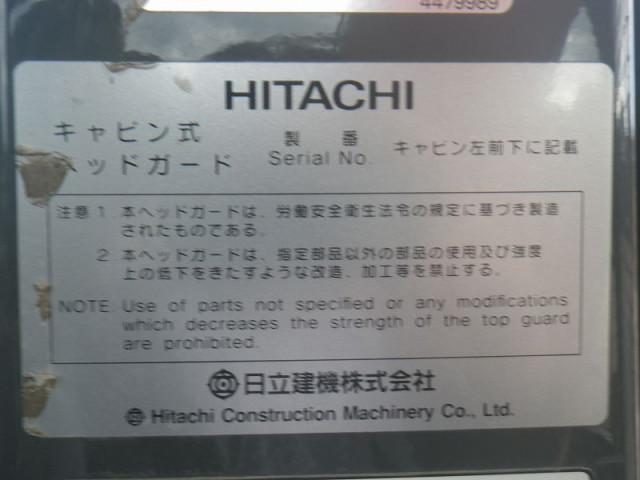 4479989
HITACHI
キャビン式 製番 キャビン左前下に記載
ヘッドガード Serial No.
注意 1. 本ヘッドガードは、労働安全衛生法令の規定に基づき製造
されたものである。
2. 本ヘッドガードは、指定部品以外の部品の使用及び強度
上の低下をきたすような改造、加工等を禁止する。
NOTE: Use of parts not specified or any modifications
which decreases the strength of the top guard
are prohibited.
日立建機株式会社
Hitachi Construction Machinery Co., Ltd.